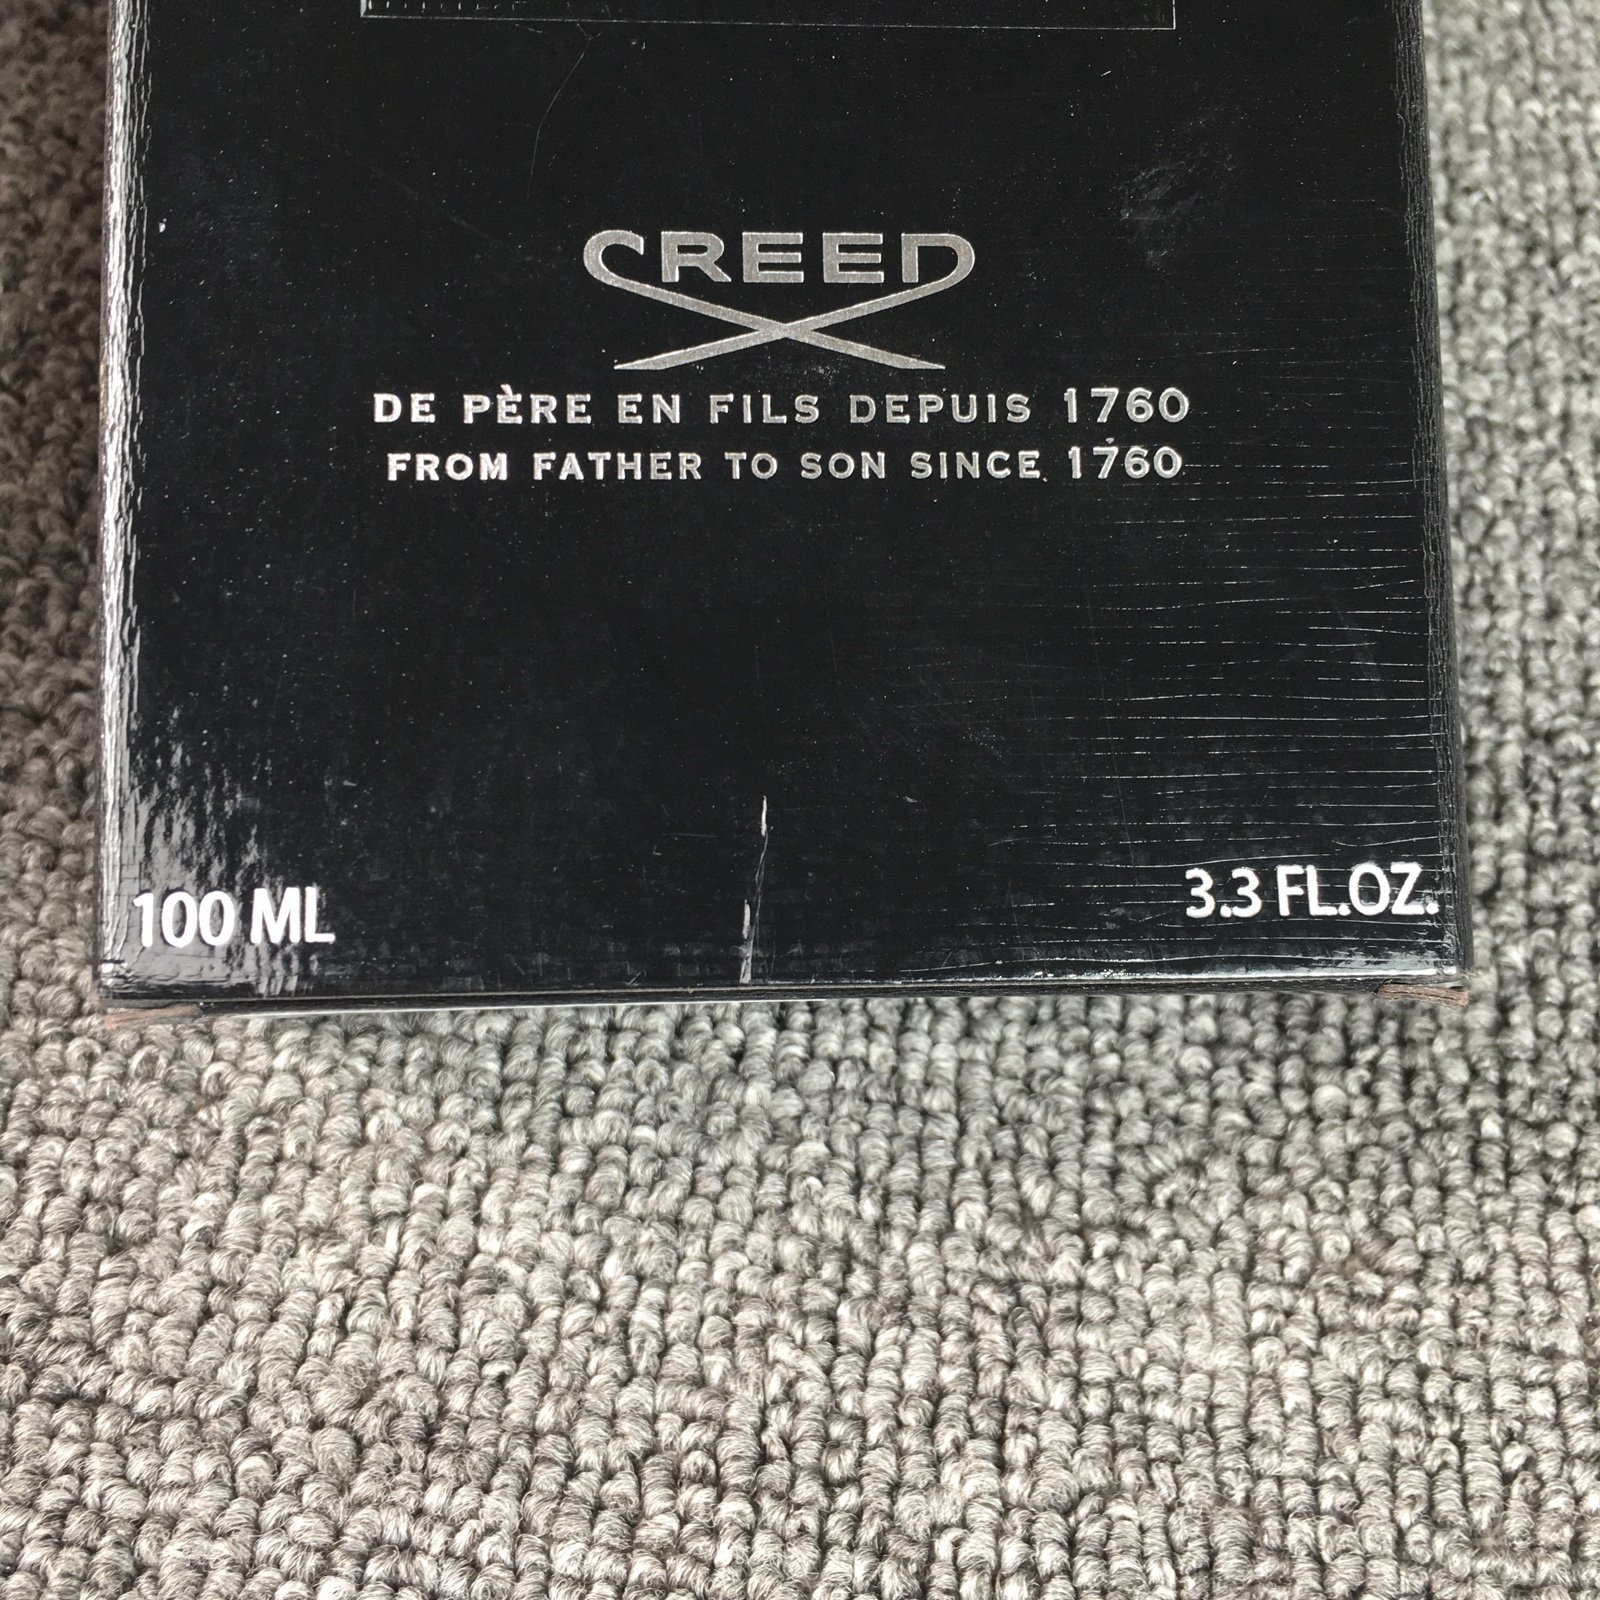 CREED
DE PÈRE EN FILS DEPUIS 1760
FROM FATHER TO SON SINCE 1760
100 ML
3.3 FL.OZ.